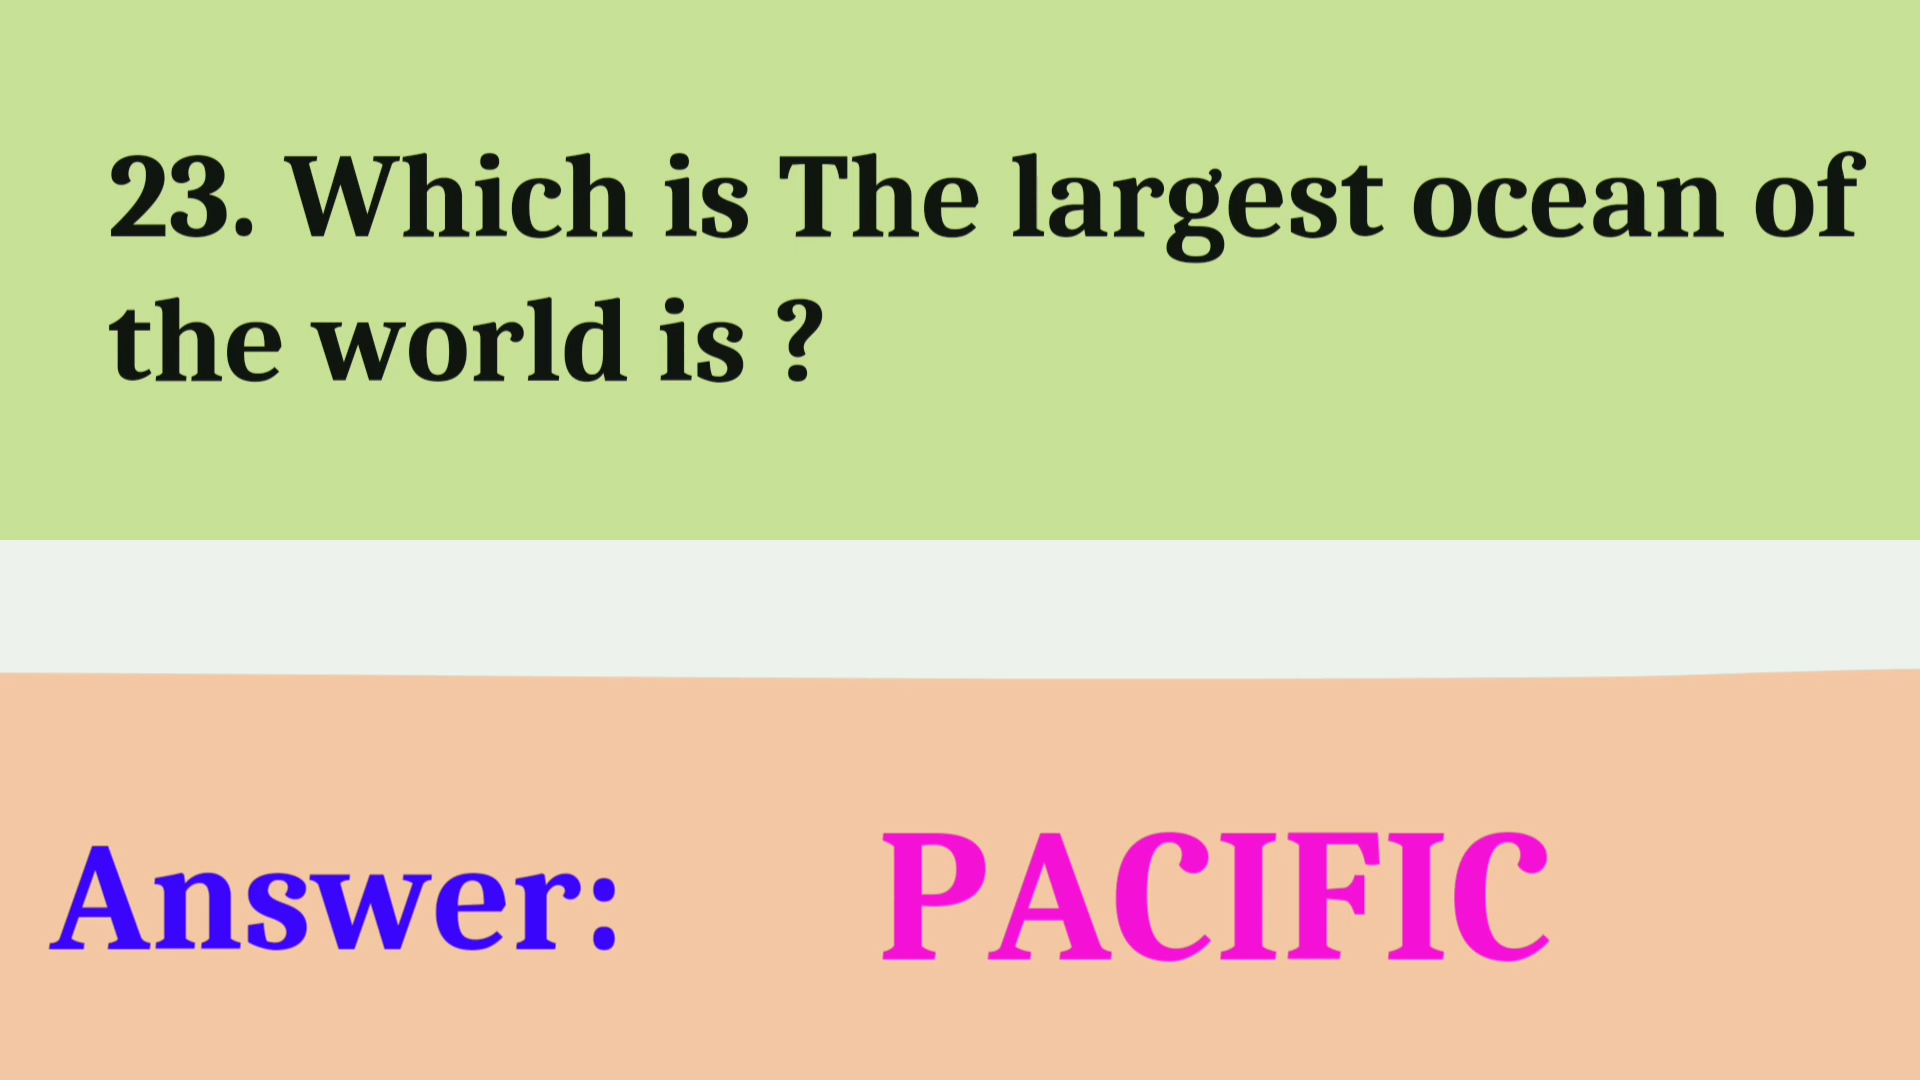 23. Which is The largest ocean of
the world is ?
Answer: PACIFIC